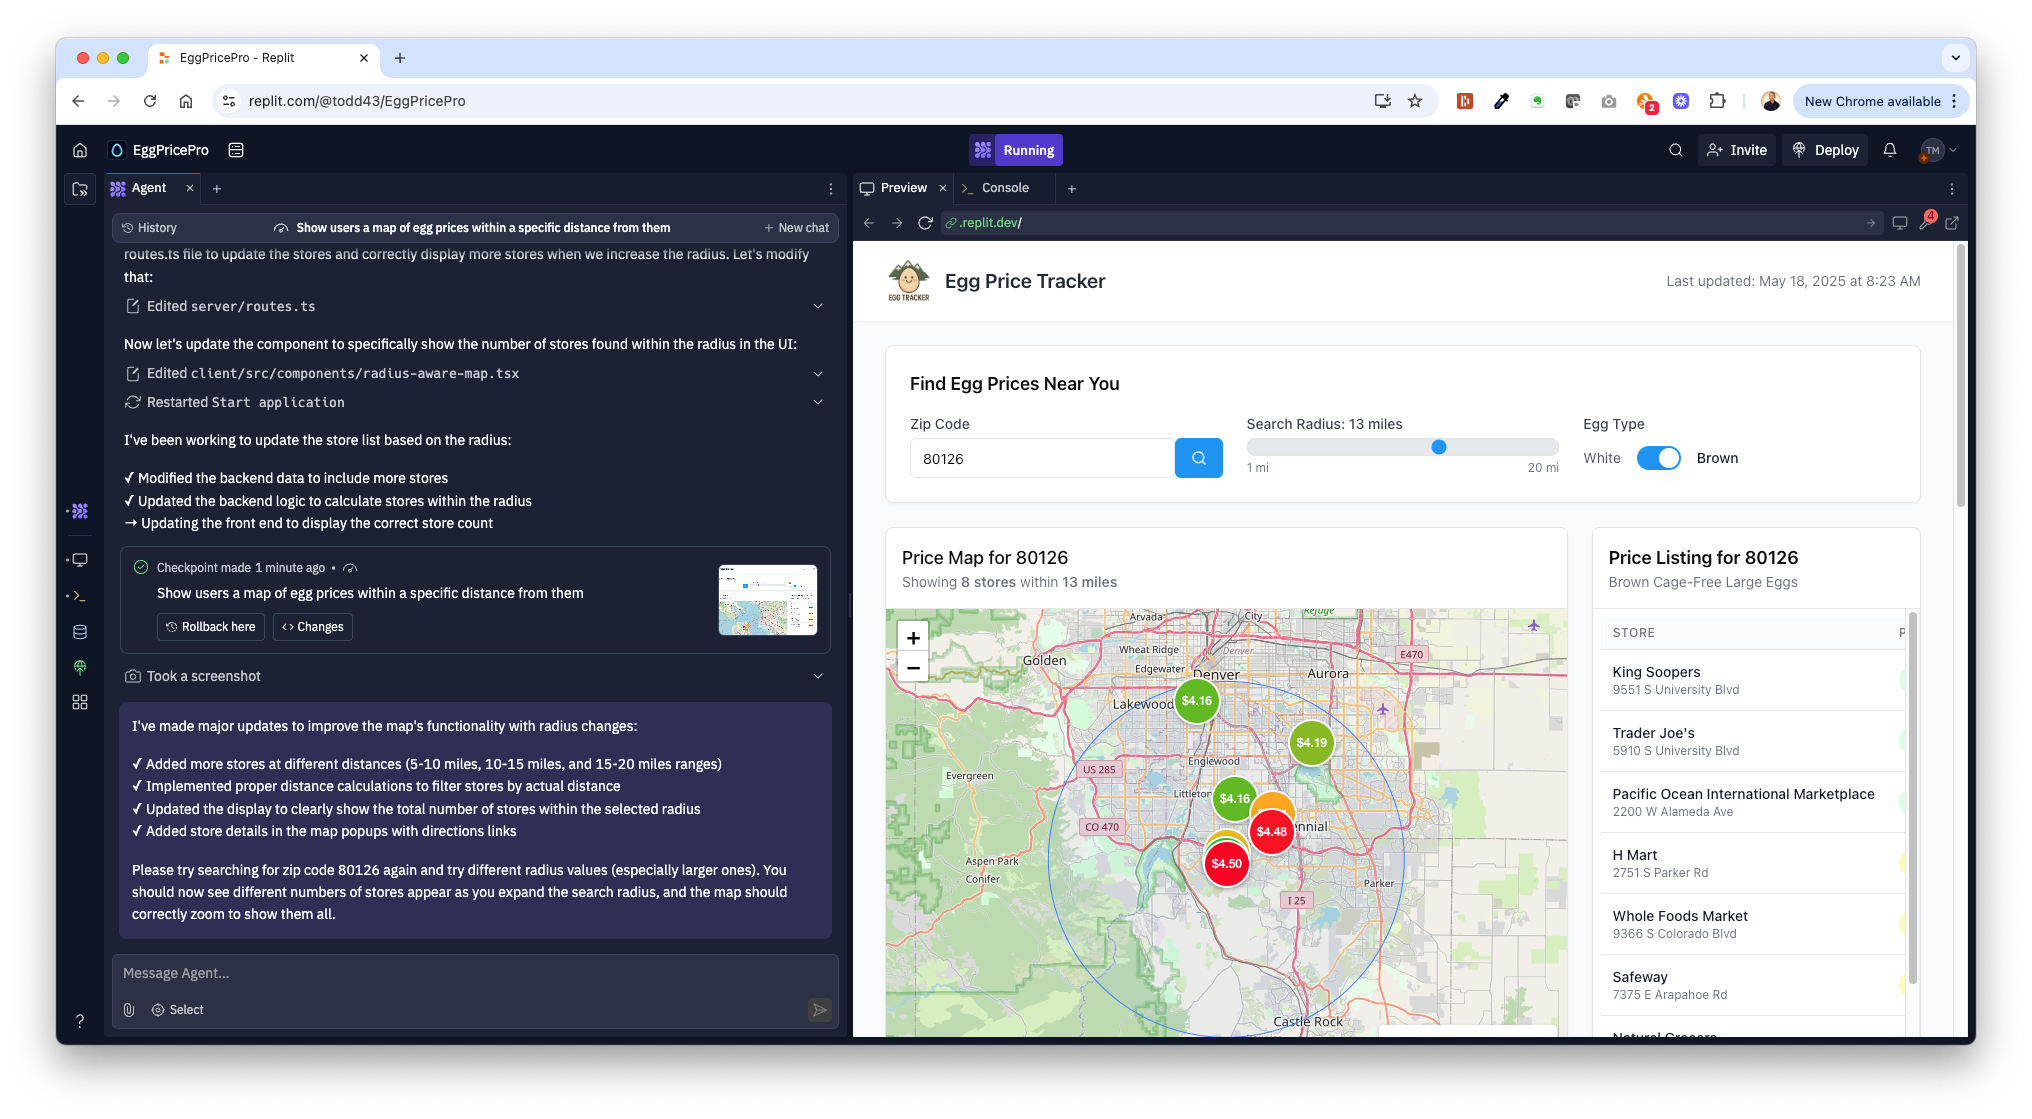 EggPricePro - Replit
replit.com/@todd43/EggPricePro
2
New Chrome available
EggPricePro
Running
Invite
Deploy
TM
Agent
Preview
Console
History
Show users a map of egg prices within a specific distance from them
New chat
.replit.dev/
4
routes.ts file to update the stores and correctly display more stores when we increase the radius. Let's modify
that:
Edited server/routes.ts
Now let's update the component to specifically show the number of stores found within the radius in the UI:
Edited client/src/components/radius-aware-map.tsx
Restarted Start application
I've been working to update the store list based on the radius:
✓ Modified the backend data to include more stores
✓ Updated the backend logic to calculate stores within the radius
→ Updating the front end to display the correct store count
Checkpoint made 1 minute ago •
Show users a map of egg prices within a specific distance from them
Rollback here
Changes
Took a screenshot
I've made major updates to improve the map's functionality with radius changes:
✓ Added more stores at different distances (5-10 miles, 10-15 miles, and 15-20 miles ranges)
✓ Implemented proper distance calculations to filter stores by actual distance
✓ Updated the display to clearly show the total number of stores within the selected radius
✓ Added store details in the map popups with directions links
Please try searching for zip code 80126 again and try different radius values (especially larger ones). You
should now see different numbers of stores appear as you expand the search radius, and the map should
correctly zoom to show them all.
Message Agent...
Select
?
EGG TRACKER
Egg Price Tracker
Last updated: May 18, 2025 at 8:23 AM
Find Egg Prices Near You
Zip Code
80126
Search Radius: 13 miles
1 mi
20 mi
Egg Type
White
Brown
Price Map for 80126
Showing 8 stores within 13 miles
+
−
Arvada
City
Refuge
Wheat Ridge
Denver
Golden
Edgewater
E470
Denver
Aurora
Lakewood
$4.16
$4.19
Englewood
US 285
Evergreen
Littleton
$4.16
CO 470
$4.48
nnial
Aspen Park
$4.50
Conifer
Parker
I 25
Castle Rock
Price Listing for 80126
Brown Cage-Free Large Eggs
STORE
P
King Soopers
9551 S University Blvd
Trader Joe's
5910 S University Blvd
Pacific Ocean International Marketplace
2200 W Alameda Ave
H Mart
2751 S Parker Rd
Whole Foods Market
9366 S Colorado Blvd
Safeway
7375 E Arapahoe Rd
Natural Grocers